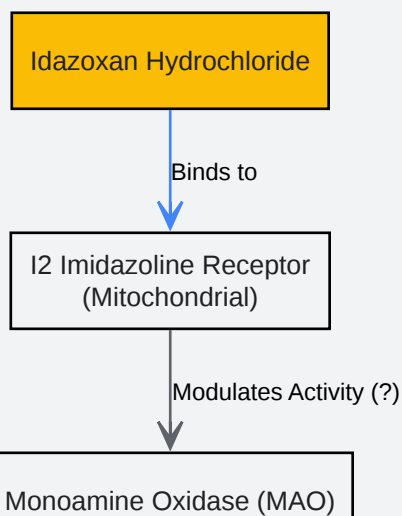 Idazoxan Hydrochloride
Binds to
I2 Imidazoline Receptor
(Mitochondrial)
Modulates Activity (?)
Monoamine Oxidase (MAO)